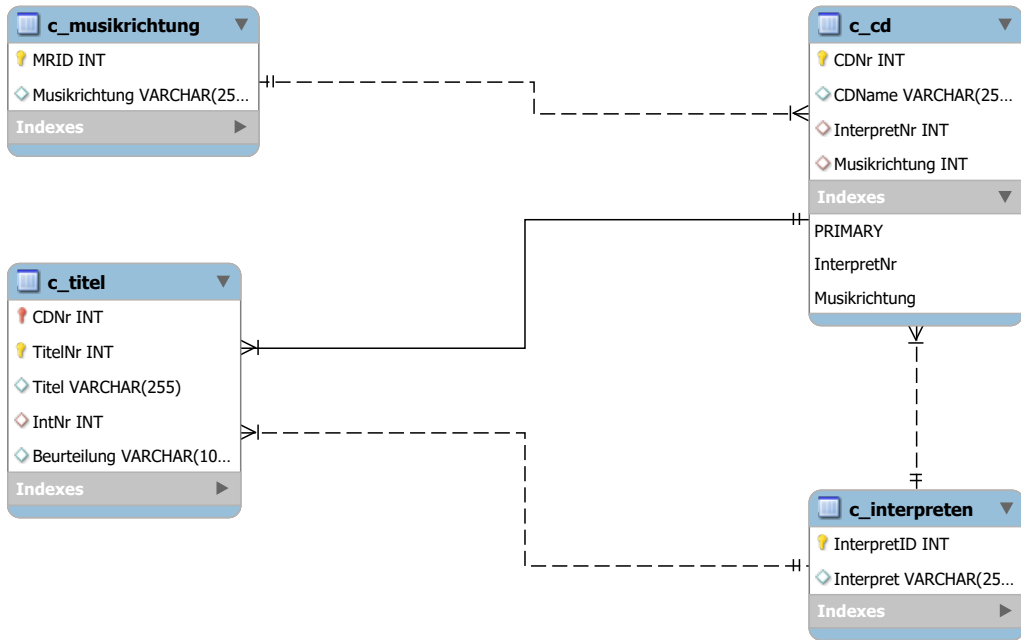 c_musikrichtung
MRID INT
Musikrichtung VARCHAR(25...
Indexes
c_cd
CDNr INT
CDName VARCHAR(25...
InterpretNr INT
Musikrichtung INT
Indexes
PRIMARY
InterpretNr
Musikrichtung
c_titel
CDNr INT
TitelNr INT
Titel VARCHAR(255)
IntNr INT
Beurteilung VARCHAR(10...
Indexes
c_interpreten
InterpretID INT
Interpret VARCHAR(25...
Indexes